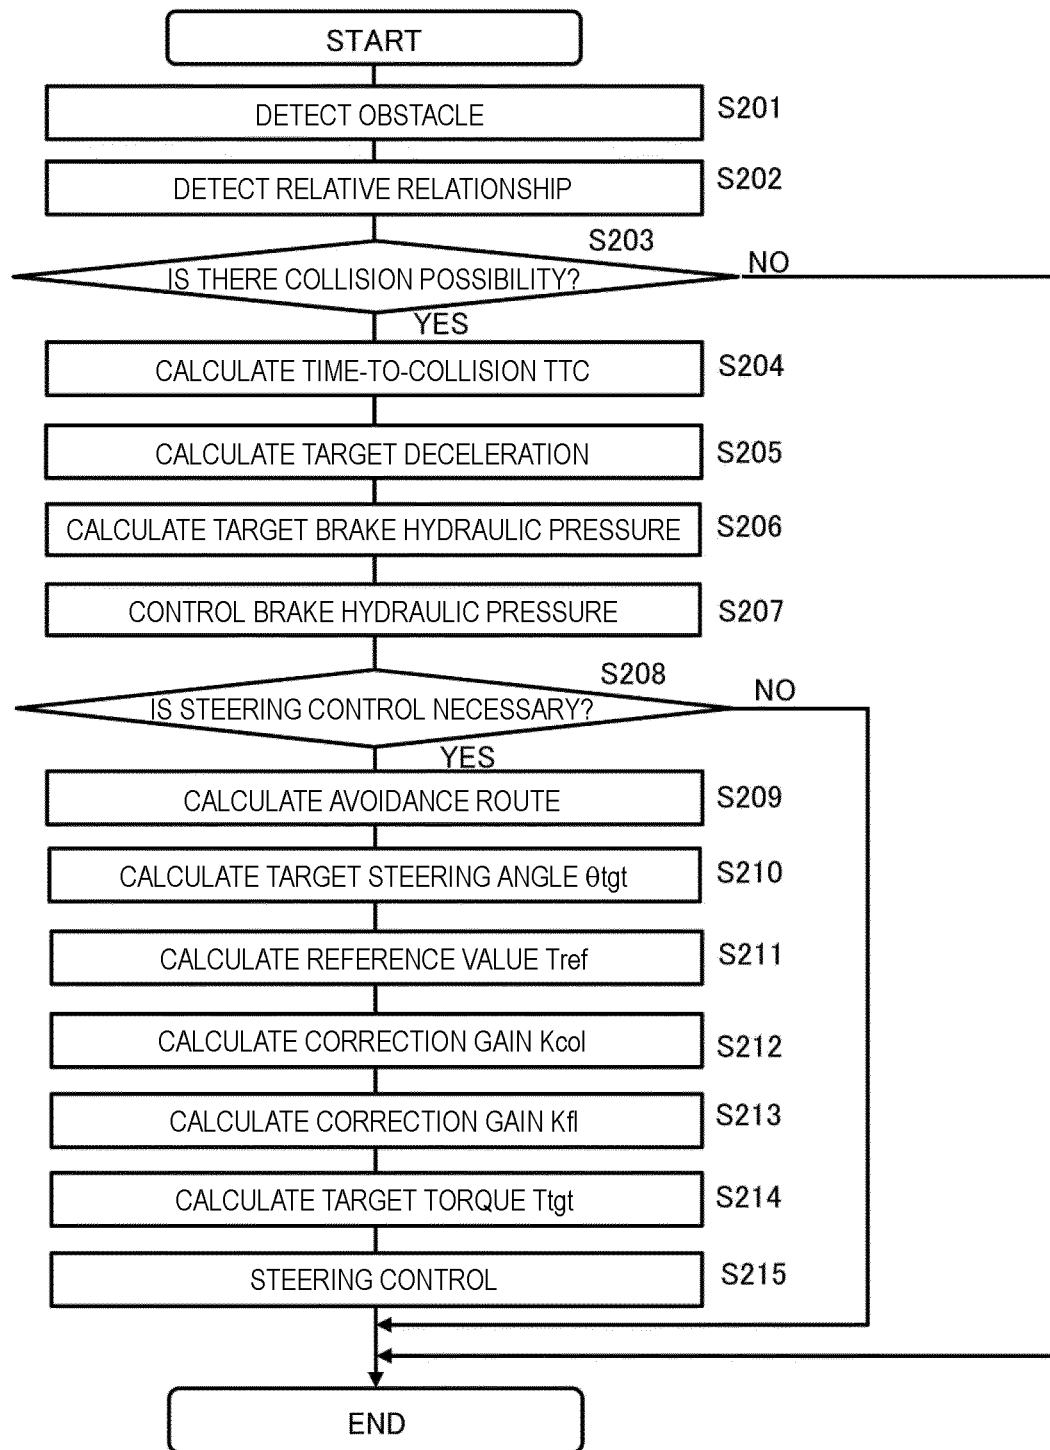 START
DETECT OBSTACLE S201
DETECT RELATIVE RELATIONSHIP S202
S203
IS THERE COLLISION POSSIBILITY? NO
YES
CALCULATE TIME-TO-COLLISION TTC S204
CALCULATE TARGET DECELERATION S205
CALCULATE TARGET BRAKE HYDRAULIC PRESSURE S206
CONTROL BRAKE HYDRAULIC PRESSURE S207
S208
IS STEERING CONTROL NECESSARY? NO
YES
CALCULATE AVOIDANCE ROUTE S209
CALCULATE TARGET STEERING ANGLE θtgt S210
CALCULATE REFERENCE VALUE Tref S211
CALCULATE CORRECTION GAIN Kcol S212
CALCULATE CORRECTION GAIN Kfl S213
CALCULATE TARGET TORQUE Ttgt S214
STEERING CONTROL S215
END